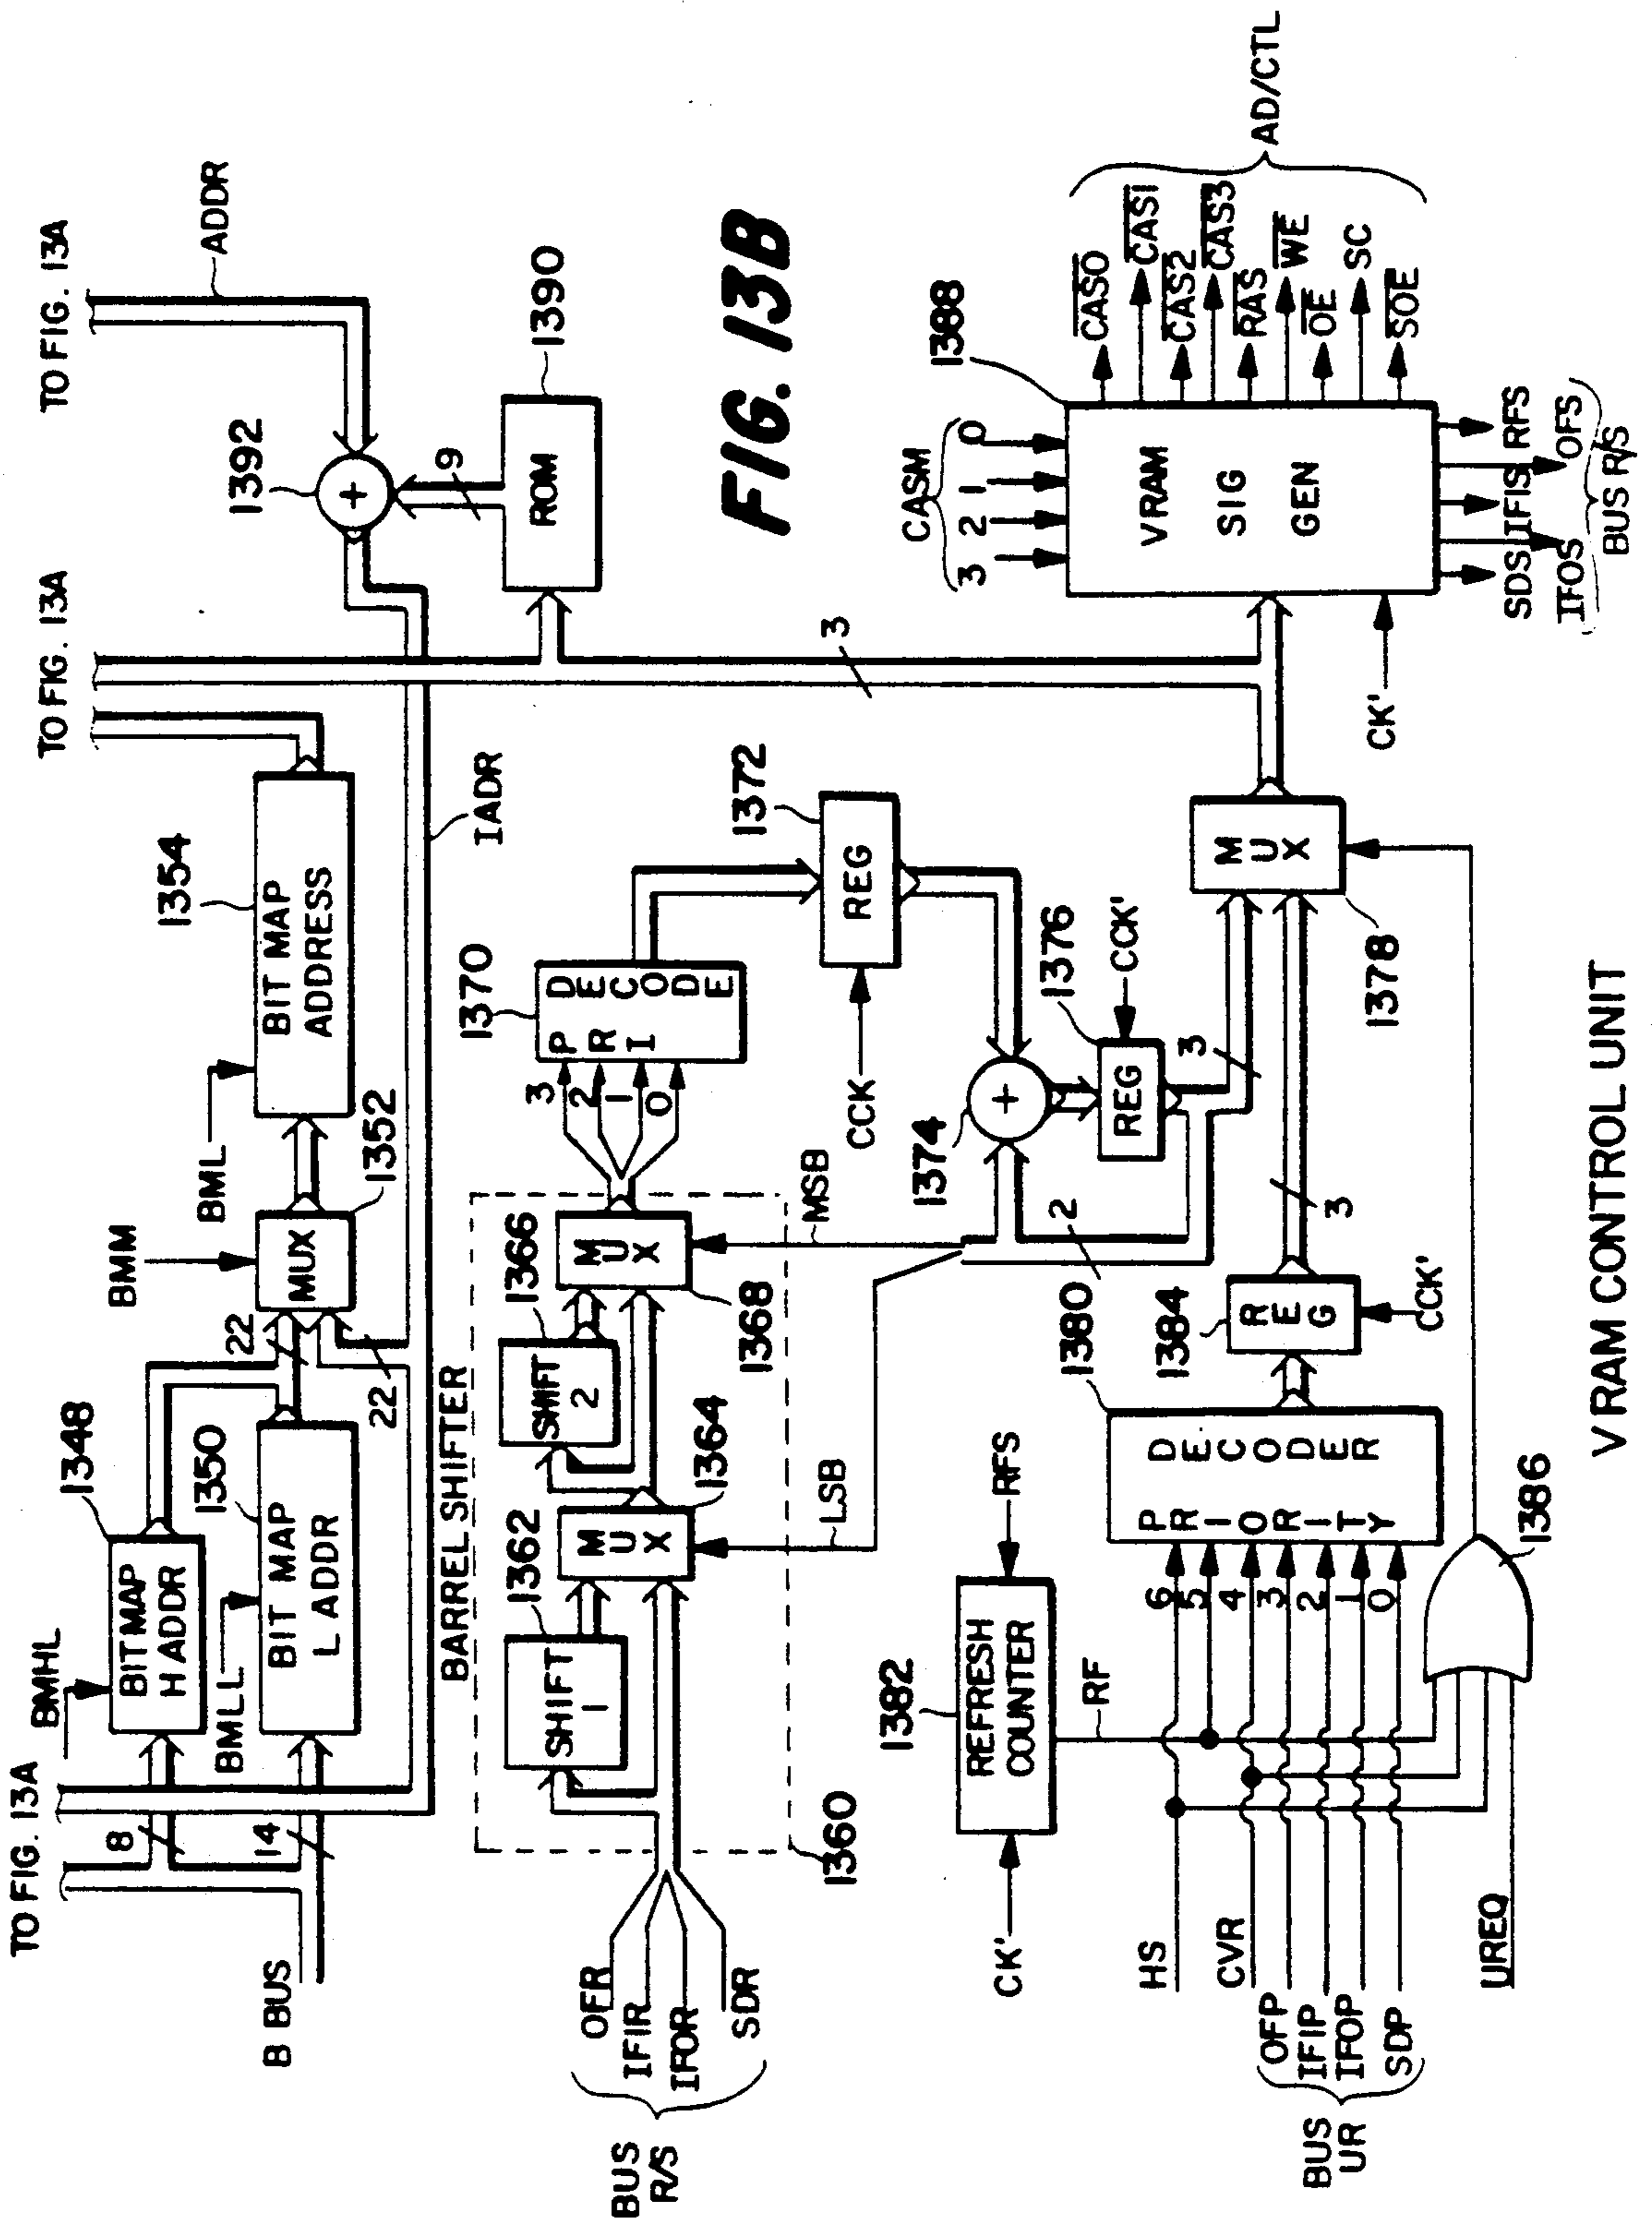 TO FIG. 13A
TO FIG. 13A
TO FIG. 13A
BMHL
1348
BITMAP
H ADDR
8
BMM
BML
1354
BIT MAP
ADDRESS
1392
+
ADDR
BMLL
1350
BIT MAP
L ADDR
14
22
22
MUX
1352
IADR
9
ROM
1390
B BUS
BARREL SHIFTER
1362
SHIFT
1
MUX
1364
1366
SHIFT
2
MUX
1368
3
2
1
0
1370
PRI
DECODE
1372
REG
CCK
3
FIG. 13B
OFR
IFIR
IFOR
SDR
BUS
R/S
1360
LSB
MSB
1374
+
2
1376
REG
CCK'
3
1382
REFRESH
COUNTER
CK'
RFS
RF
1380
PRIORITY
DECODER
6
5
4
3
2
1
0
1384
REG
CCK'
3
MUX
1378
CASM
3
2
1
0
1388
VRAM
SIG
GEN
CK'
CAS0
CAS1
CAS2
CAS3
RAS
WE
OE
SC
SOE
AD/CTL
SDS
IFOS
IFIS
OFS
RFS
BUS R/S
HS
CVR
OFP
IFIP
IFOP
SDP
BUS
UR
UREQ
1386
VRAM CONTROL UNIT